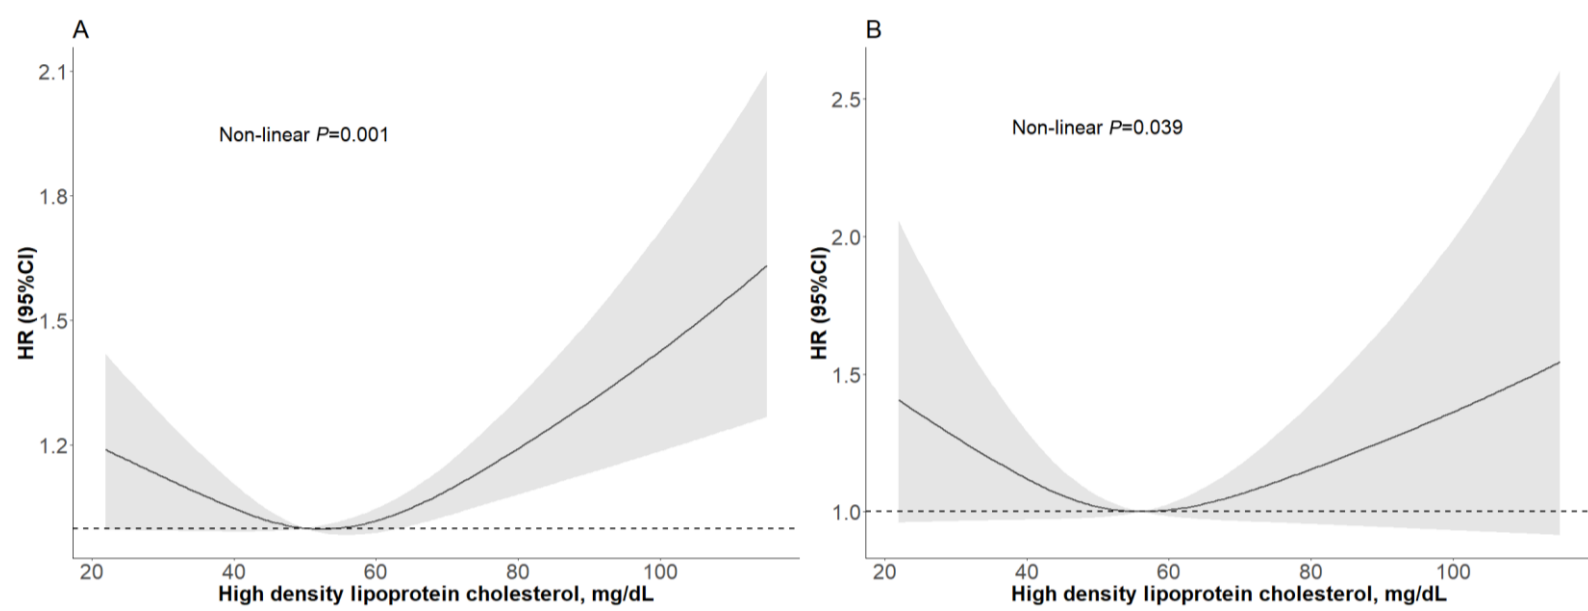 A
2.1
1.8
1.5
1.2
HR (95%CI)
Non-linear P=0.001
20 40 60 80 100
High density lipoprotein cholesterol, mg/dL
B
2.5
2.0
1.5
1.0
HR (95%CI)
Non-linear P=0.039
20 40 60 80 100
High density lipoprotein cholesterol, mg/dL